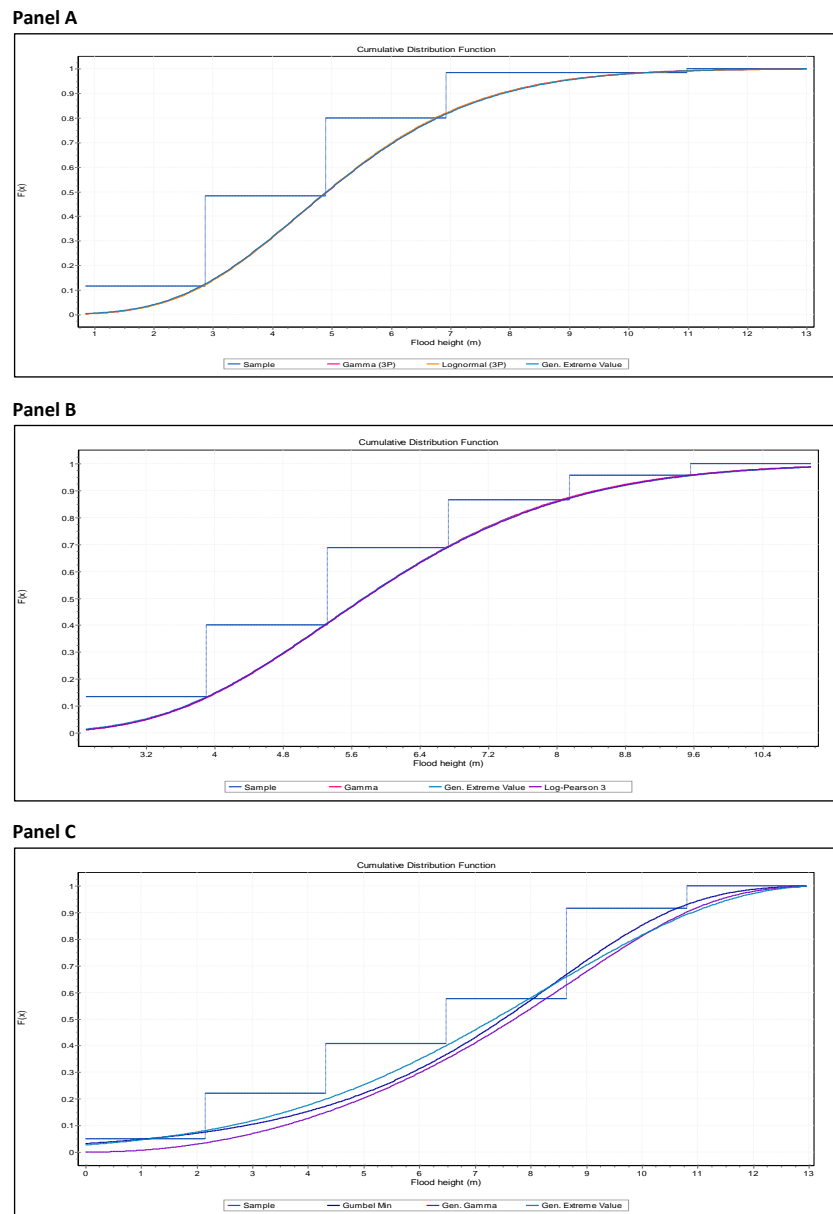 Panel A
Cumulative Distribution Function
1
0.9
0.8
0.7
0.6
0.5
0.4
0.3
0.2
0.1
0
F(x)
1 2 3 4 5 6 7 8 9 10 11 12 13
Flood height (m)
Sample Gamma (3P) Lognormal (3P) Gen. Extreme Value
Panel B
Cumulative Distribution Function
1
0.9
0.8
0.7
0.6
0.5
0.4
0.3
0.2
0.1
0
F(x)
3.2 4 4.8 5.6 6.4 7.2 8 8.8 9.6 10.4
Flood height (m)
Sample Gamma Gen. Extreme Value Log-Pearson 3
Panel C
Cumulative Distribution Function
1
0.9
0.8
0.7
0.6
0.5
0.4
0.3
0.2
0.1
0
F(x)
0 1 2 3 4 5 6 7 8 9 10 11 12 13
Flood height (m)
Sample Gumbel Min Gen. Gamma Gen. Extreme Value